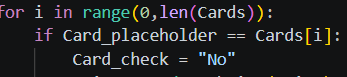 for i in range(0,len(Cards)):
if Card_placeholder == Cards[i]:
Card_check = "No"